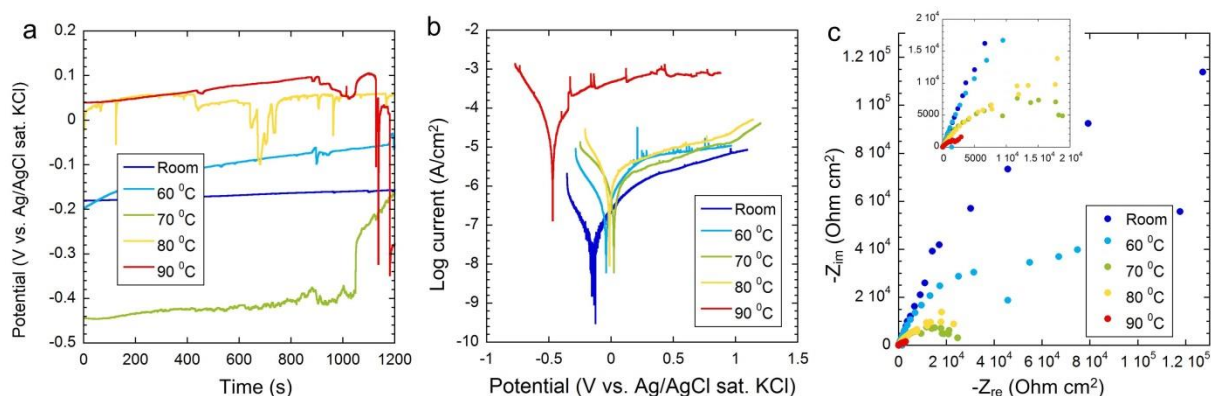 a
Potential (V vs. Ag/AgCl sat. KCl)
0.2
0.1
0
-0.1
-0.2
-0.3
-0.4
-0.5
0 200 400 600 800 1000 1200
Time (s)
Room
60 ⁰C
70 ⁰C
80 ⁰C
90 ⁰C
b
Log current (A/cm2)
-2
-3
-4
-5
-6
-7
-8
-9
-10
-1 -0.5 0 0.5 1 1.5
Potential (V vs. Ag/AgCl sat. KCl)
Room
60 ⁰C
70 ⁰C
80 ⁰C
90 ⁰C
c
-Zim (Ohm cm2)
1.2 10⁵
1 10⁵
8 10⁴
6 10⁴
4 10⁴
2 10⁴
0
0 2 10⁴ 4 10⁴ 6 10⁴ 8 10⁴ 1 10⁵ 1.2 10⁵
-Zre (Ohm cm2)
2 10⁴
1.5 10⁴
1 10⁴
5000
0
0 5000 1 10⁴ 1.5 10⁴ 2 10⁴
Room
60 ⁰C
70 ⁰C
80 ⁰C
90 ⁰C